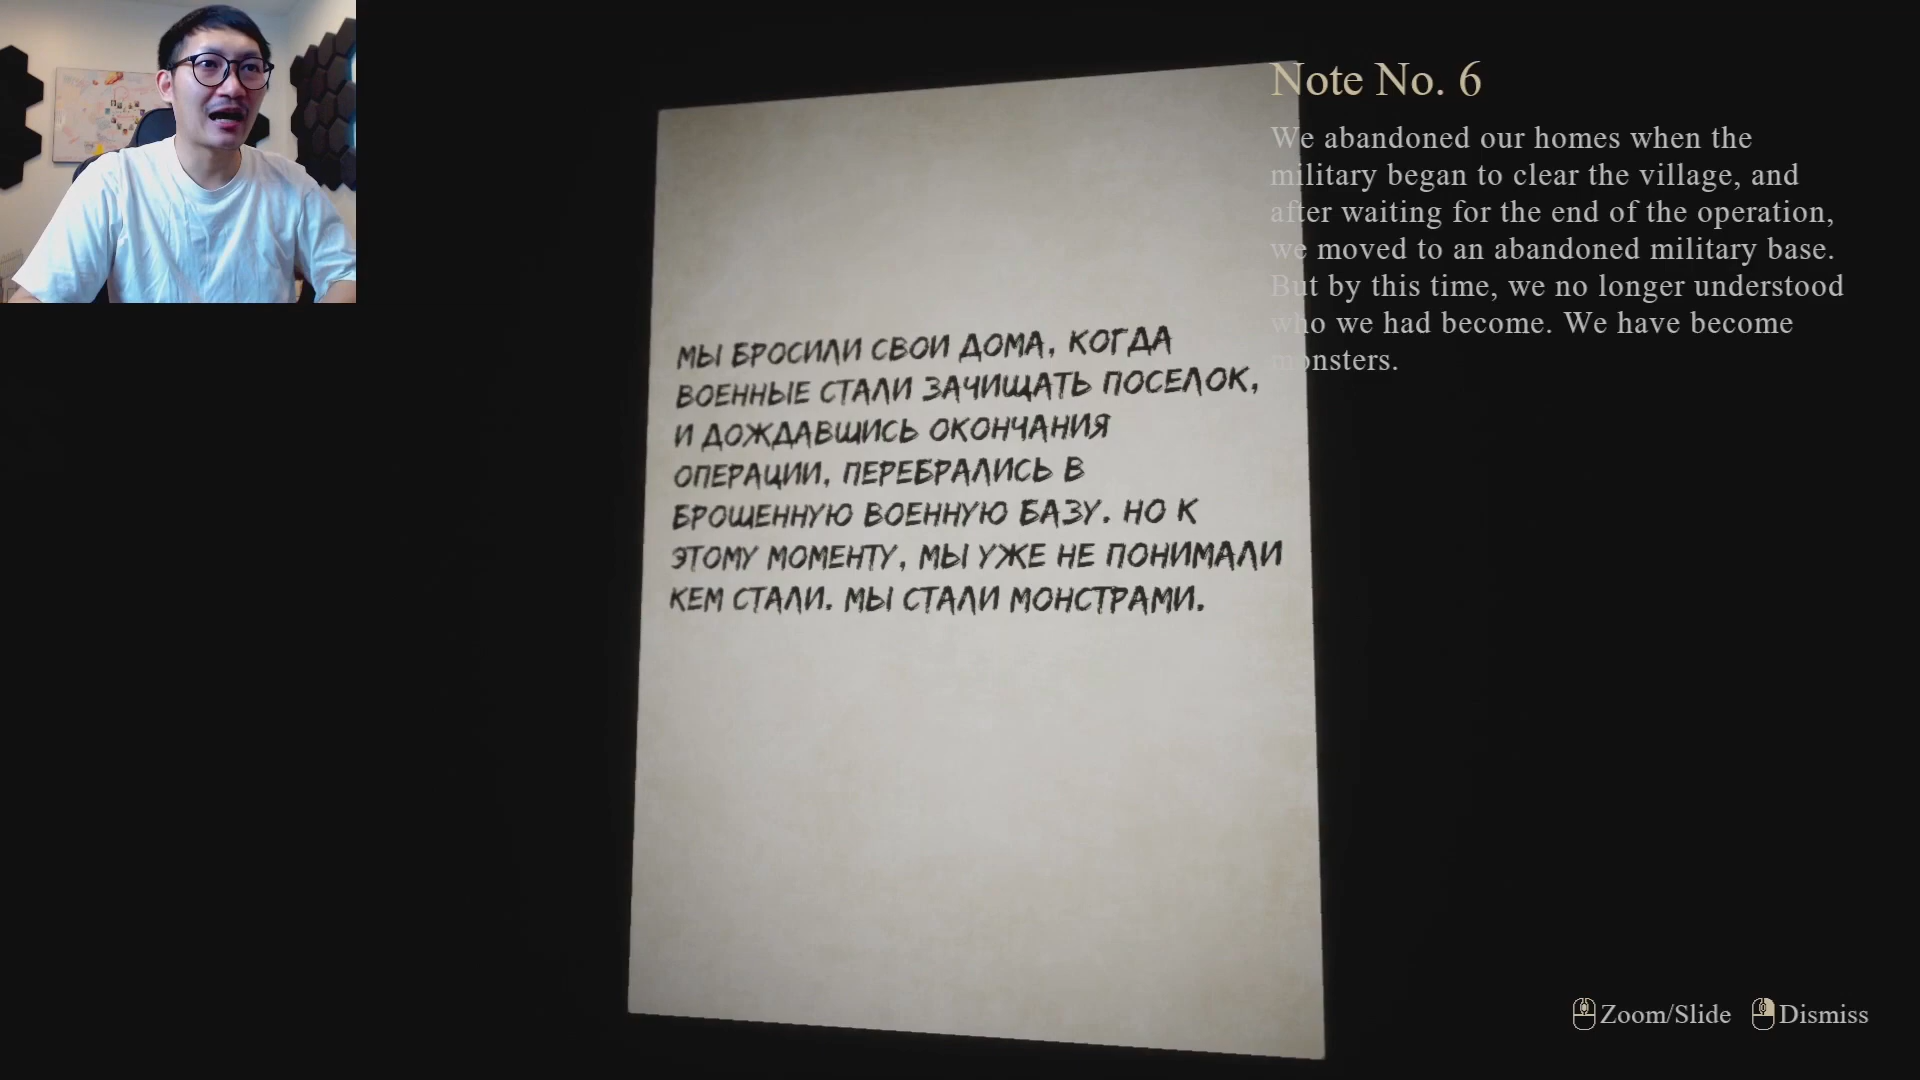 Note No. 6
We abandoned our homes when the
military began to clear the village, and
after waiting for the end of the operation,
we moved to an abandoned military base.
But by this time, we no longer understood
who we had become. We have become
monsters.
МЫ БРОСИЛИ СВОИ ДОМА, КОГДА
ВОЕННЫЕ СТАЛИ ЗАЧИЩАТЬ ПОСЕЛОК,
И ДОЖДАВШИСЬ ОКОНЧАНИЯ
ОПЕРАЦИИ, ПЕРЕБРАЛИСЬ В
БРОШЕННУЮ ВОЕННУЮ БАЗУ. НО К
ЭТОМУ МОМЕНТУ, МЫ УЖЕ НЕ ПОНИМАЛИ
КЕМ СТАЛИ. МЫ СТАЛИ МОНСТРАМИ.
Zoom/Slide Dismiss